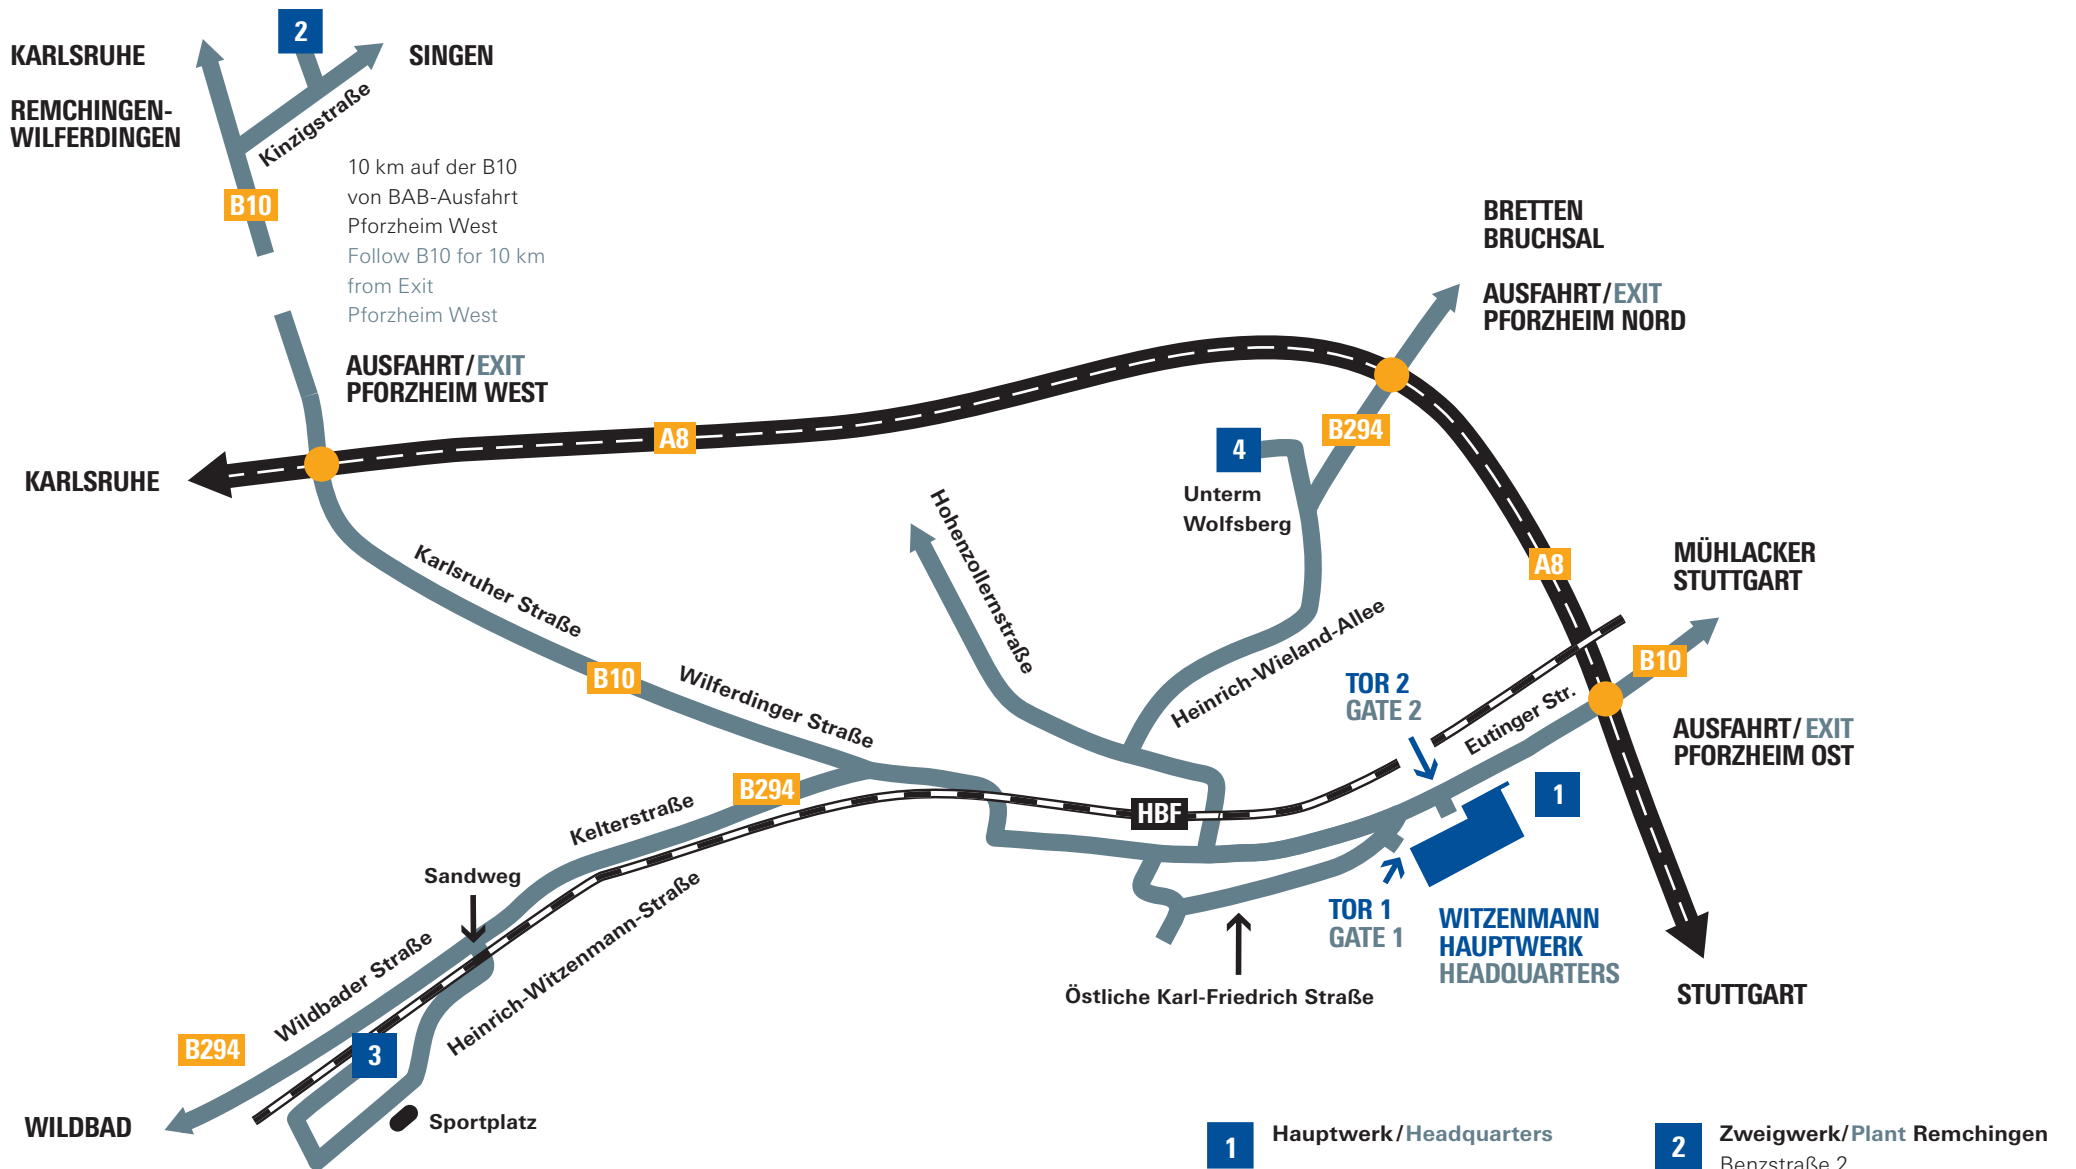 2
KARLSRUHE
SINGEN
REMCHINGEN-
WILFERDINGEN
Kinzigstraße
B10
10 km auf der B10
von BAB-Ausfahrt
Pforzheim West
Follow B10 for 10 km
from Exit
Pforzheim West
AUSFAHRT/EXIT
PFORZHEIM WEST
BRETTEN
BRUCHSAL
AUSFAHRT/EXIT
PFORZHEIM NORD
A8
B294
4
Unterm
Wolfsberg
KARLSRUHE
Hohenzollernstraße
Karlsruher Straße
A8
MÜHLACKER
STUTTGART
Heinrich-Wieland-Allee
B10
B10
Wilferdinger Straße
TOR 2
GATE 2
Eutinger Str.
AUSFAHRT/EXIT
PFORZHEIM OST
B294
Kelterstraße
HBF
1
Sandweg
Heinrich-Witzenmann-Straße
TOR 1
GATE 1
WITZENMANN
HAUPTWERK
HEADQUARTERS
Wildbader Straße
Östliche Karl-Friedrich Straße
STUTTGART
B294
3
WILDBAD
Sportplatz
1
Hauptwerk/Headquarters
2
Zweigwerk/Plant Remchingen
Benzstraße 2